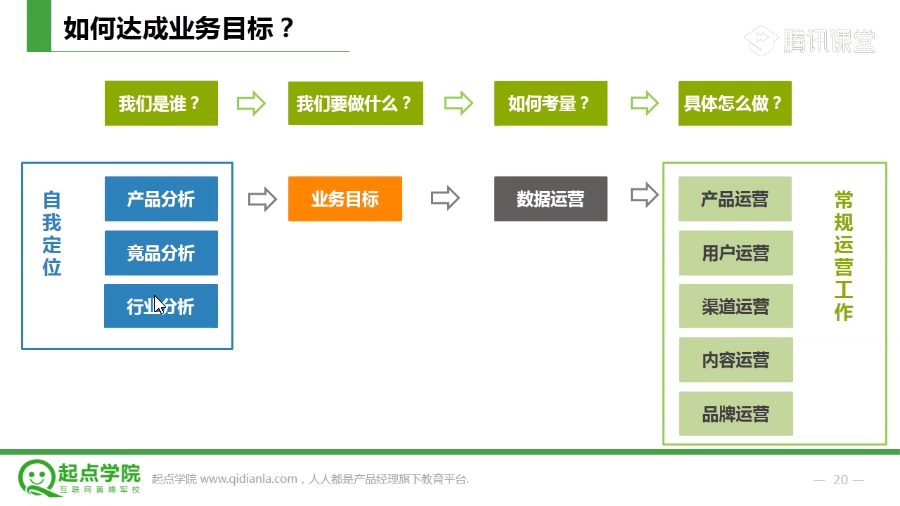 如何达成业务目标？
腾讯课堂
我们是谁？
我们要做什么？
如何考量？
具体怎么做？
自我定位
产品分析
竟品分析
行业分析
业务目标
数据运营
产品运营
用户运营
渠道运营
内容运营
品牌运营
常规运营工作
起点学院
互联网黄埔军校
起点学院 www.qidianla.com，人人都是产品经理旗下教育平台.
— 20 —